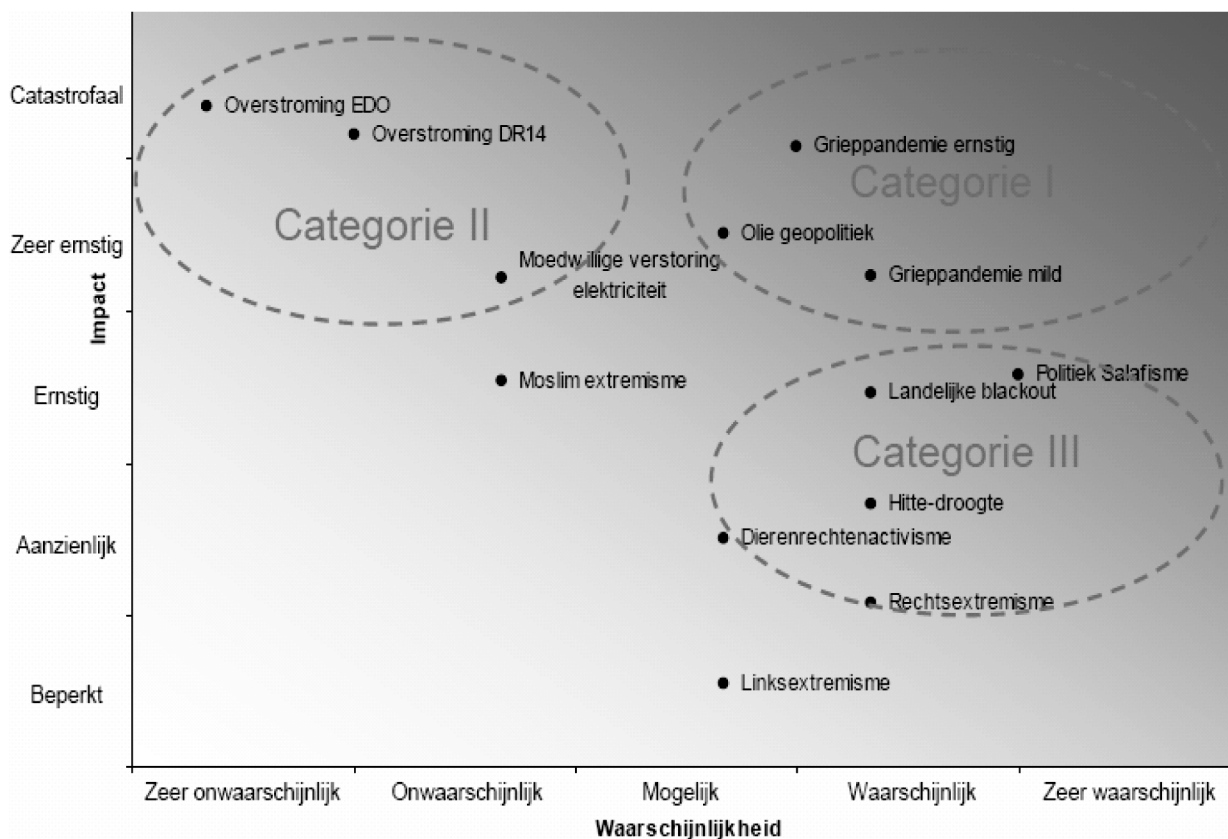 Catastrofaal
Overstroming EDO
Overstroming DR14
Grieppandemie ernstig
Categorie I
Categorie II
Olie geopolitiek
Zeer ernstig
Moedwillige verstoring
elektriciteit
Grieppandemie mild
Impact
Moslim extremisme
Politiek Salafisme
Ernstig
Landelijke blackout
Categorie III
Hitte-droogte
Aanzienlijk
Dierenrechtenactivisme
Rechtsextremisme
Beperkt
Linksextremisme
Zeer onwaarschijnlijk
Onwaarschijnlijk
Mogelijk
Waarschijnlijk
Zeer waarschijnlijk
Waarschijnlijkheid